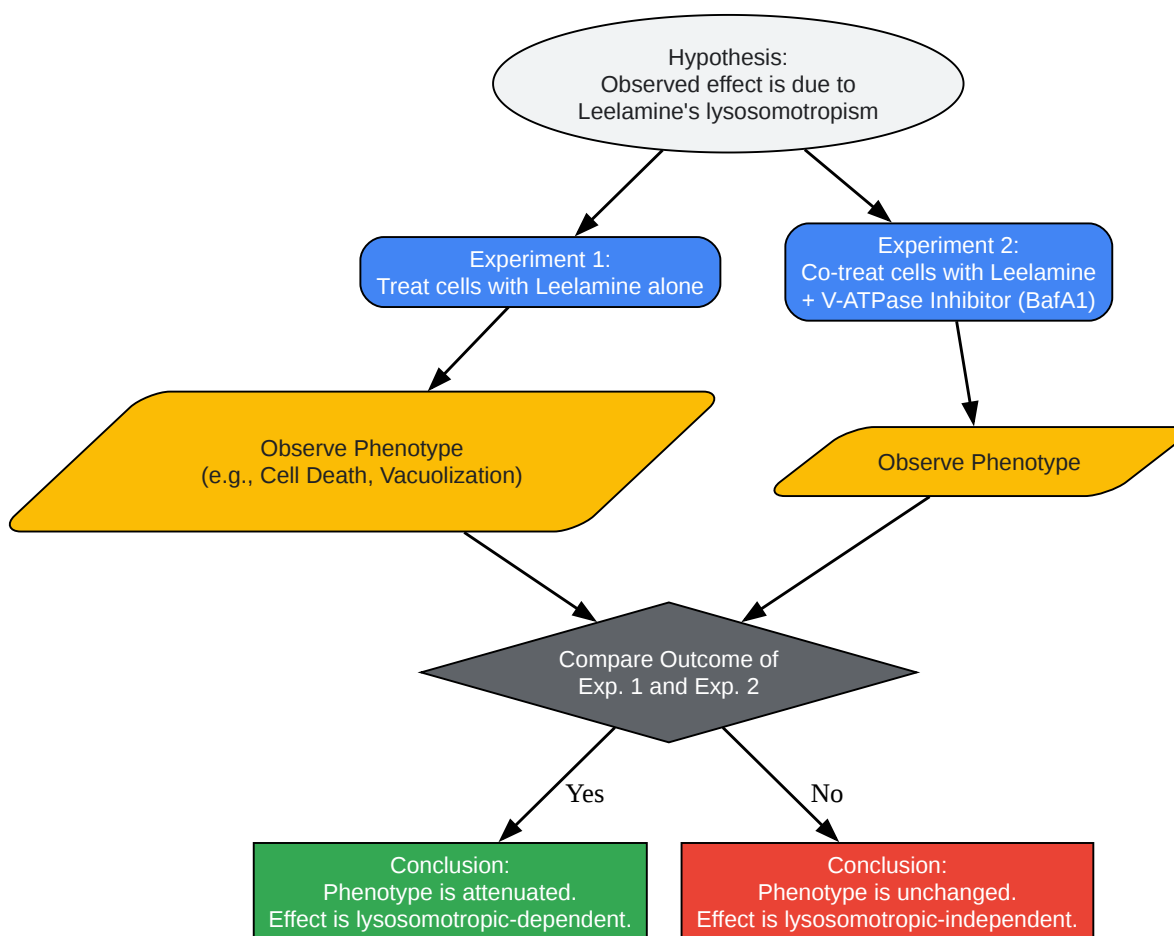 Hypothesis:
Observed effect is due to
Leelamine's lysosomotropism
Experiment 1:
Treat cells with Leelamine alone
Experiment 2:
Co-treat cells with Leelamine
+ V-ATPase Inhibitor (BafA1)
Observe Phenotype
(e.g., Cell Death, Vacuolization)
Observe Phenotype
Compare Outcome of
Exp. 1 and Exp. 2
Yes
No
Conclusion:
Phenotype is attenuated.
Effect is lysosomotropic-dependent.
Conclusion:
Phenotype is unchanged.
Effect is lysosomotropic-independent.